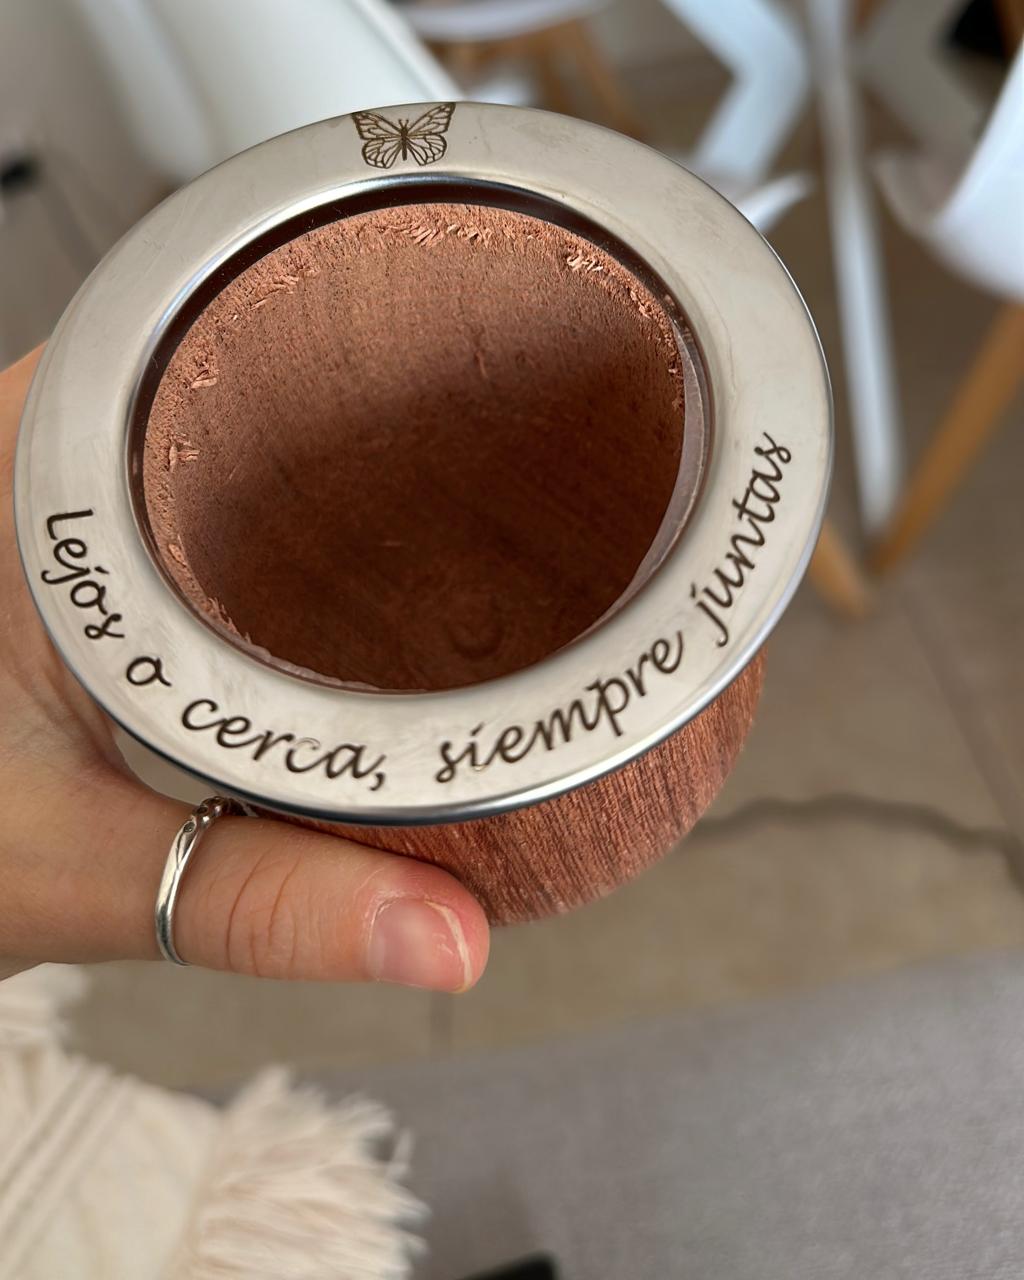 Lejos o cerca, siempre juntas